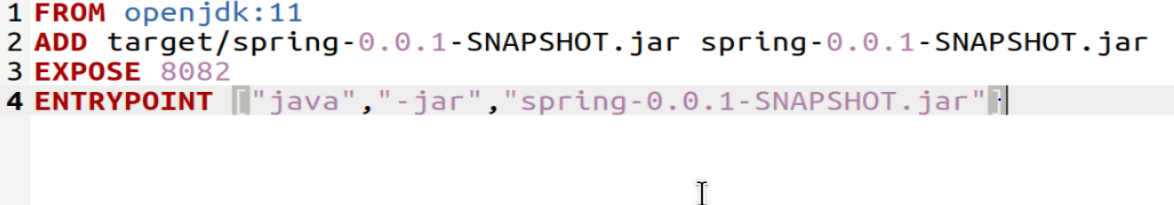 1 FROM openjdk:11
2 ADD target/spring-0.0.1-SNAPSHOT.jar spring-0.0.1-SNAPSHOT.jar
3 EXPOSE 8082
4 ENTRYPOINT ["java","-jar","spring-0.0.1-SNAPSHOT.jar"]